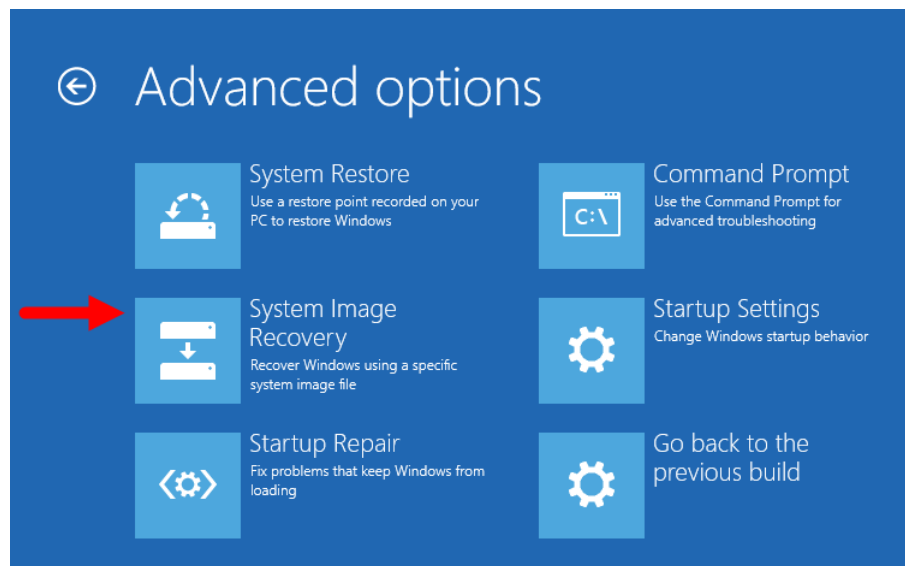 Advanced options
System Restore
Use a restore point recorded on your
PC to restore Windows
Command Prompt
C:\
Use the Command Prompt for
advanced troubleshooting
System Image
Recovery
Recover Windows using a specific
system image file
Startup Settings
Change Windows startup behavior
Startup Repair
Fix problems that keep Windows from
loading
Go back to the
previous build